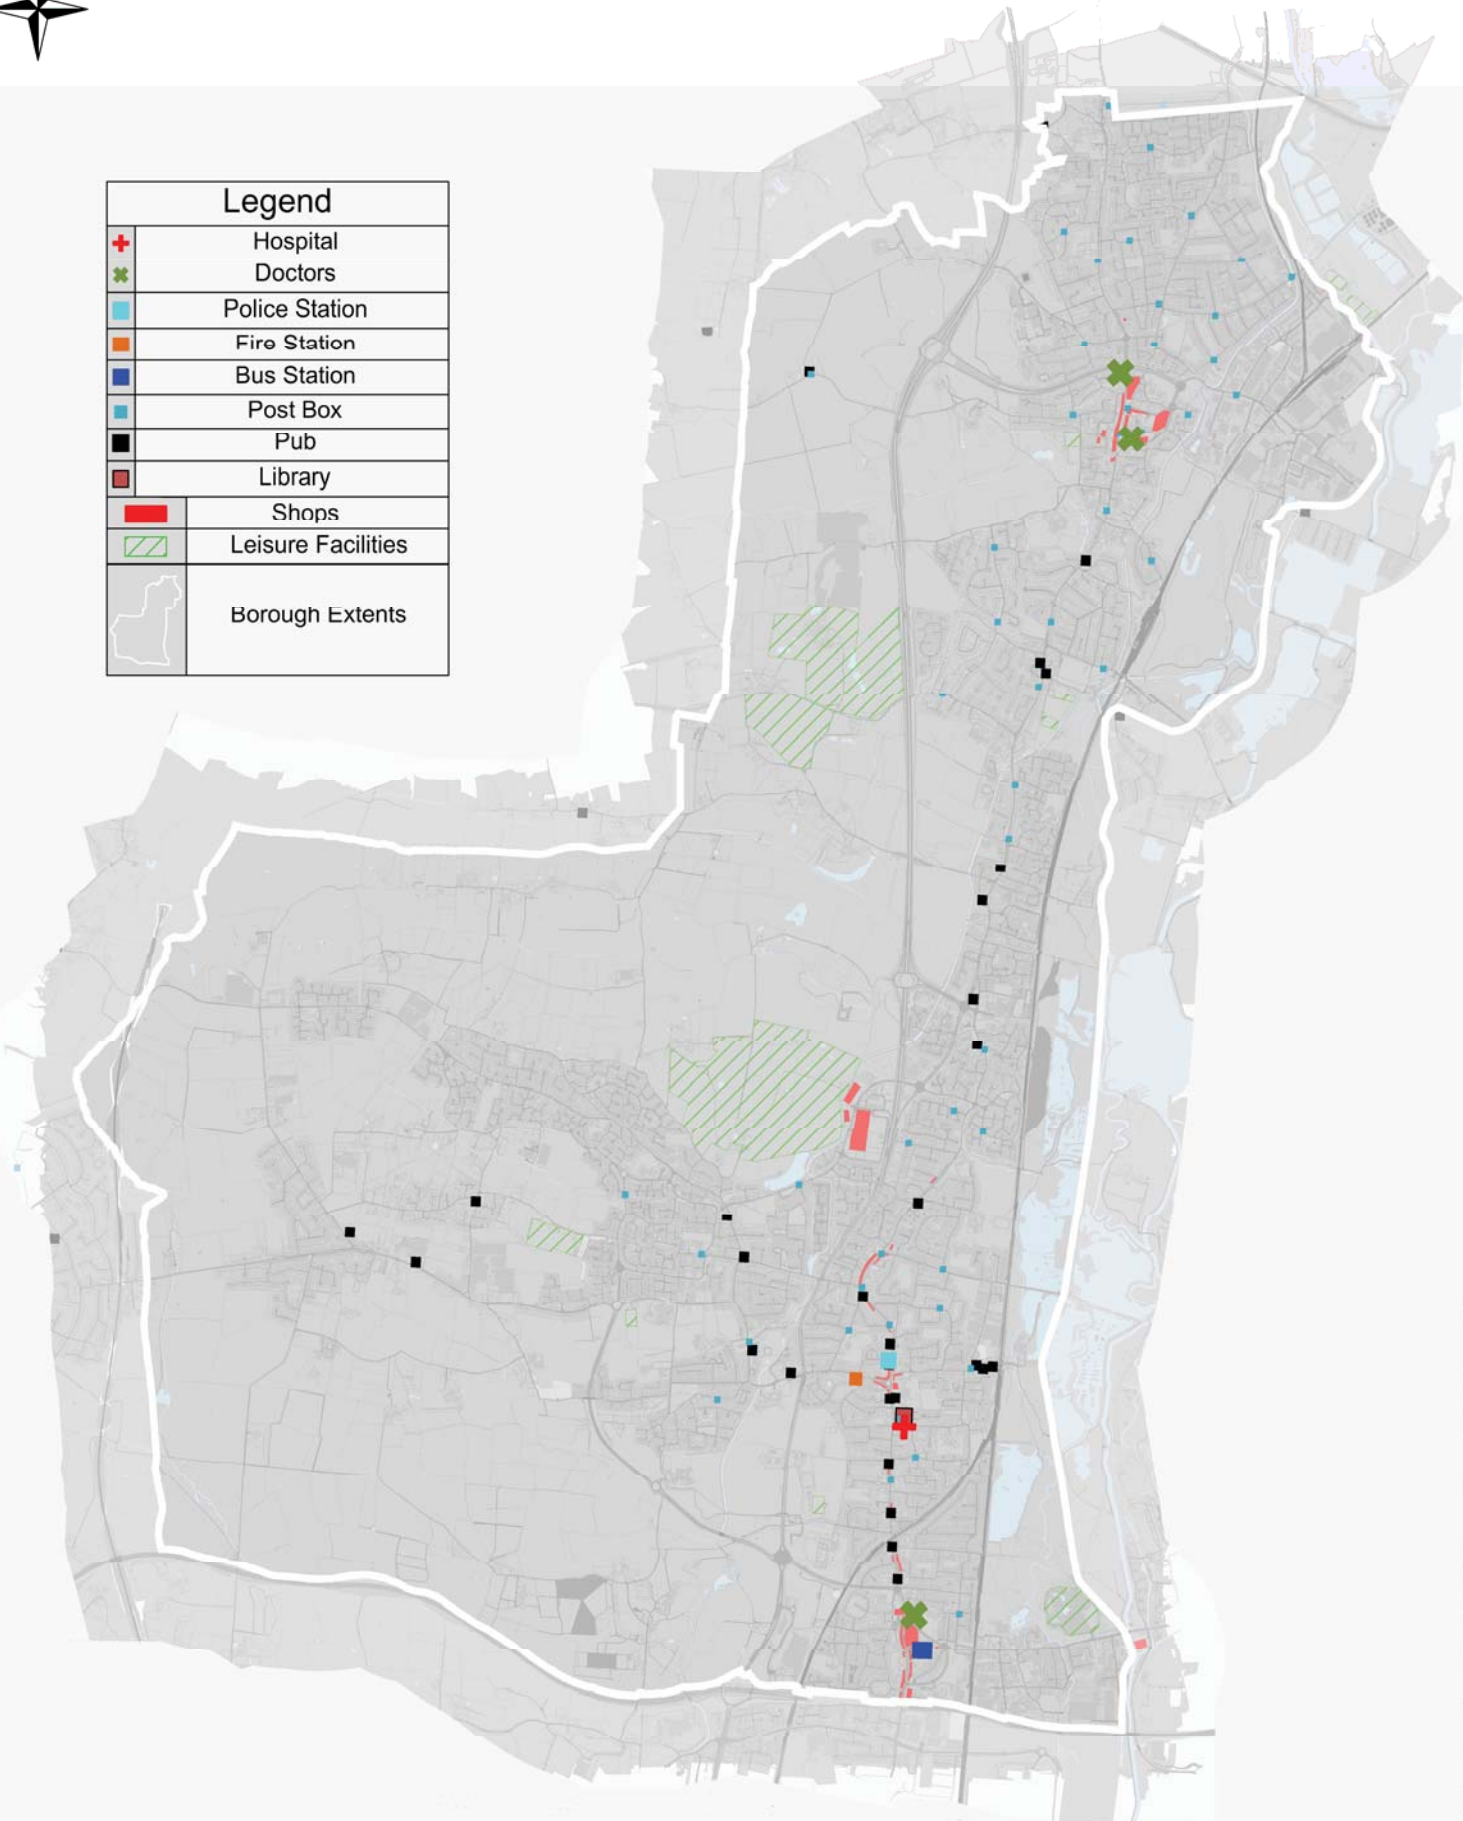 Legend
Hospital
Doctors
Police Station
Fire Station
Bus Station
Post Box
Pub
Library
Shops
Leisure Facilities
Borough Extents